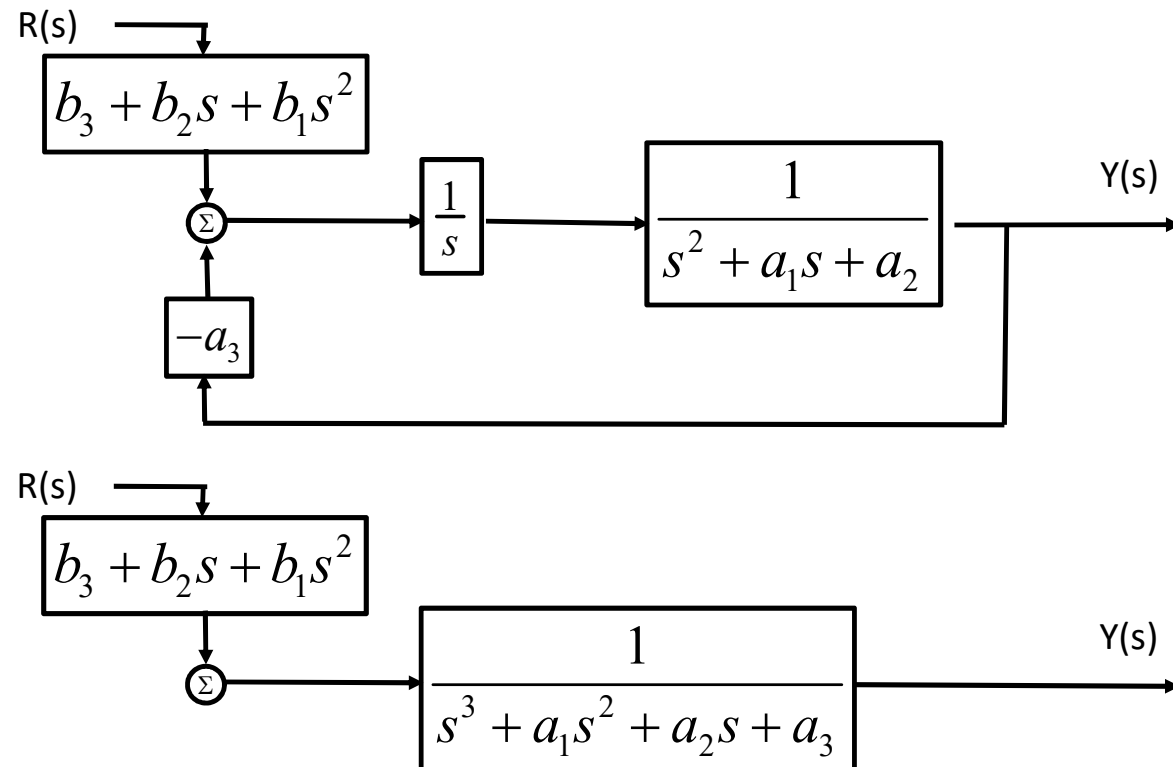 R(s)
b₃ + b₂s + b₁s²
Σ
1/s
1/(s² + a₁s + a₂)
Y(s)
−a₃
R(s)
b₃ + b₂s + b₁s²
Σ
1/(s³ + a₁s² + a₂s + a₃)
Y(s)